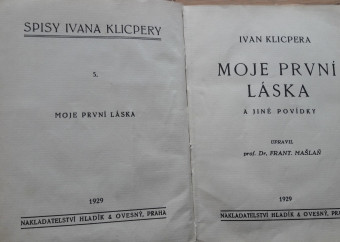 SPISY IVANA KLICPERY
5.
MOJE PRVNÍ LÁSKA
1929
NAKLADATELSTVÍ HLADÍK & OVESNÝ, PRAHA
IVAN KLICPERA
MOJE PRVNÍ
LÁSKA
A JINÉ POVÍDKY
UPRAVIL
prof. Dr. FRANT. MAŠLAŇ
1929
NAKLADATELSTVÍ HLADÍK & OVESNÝ, PRAHA